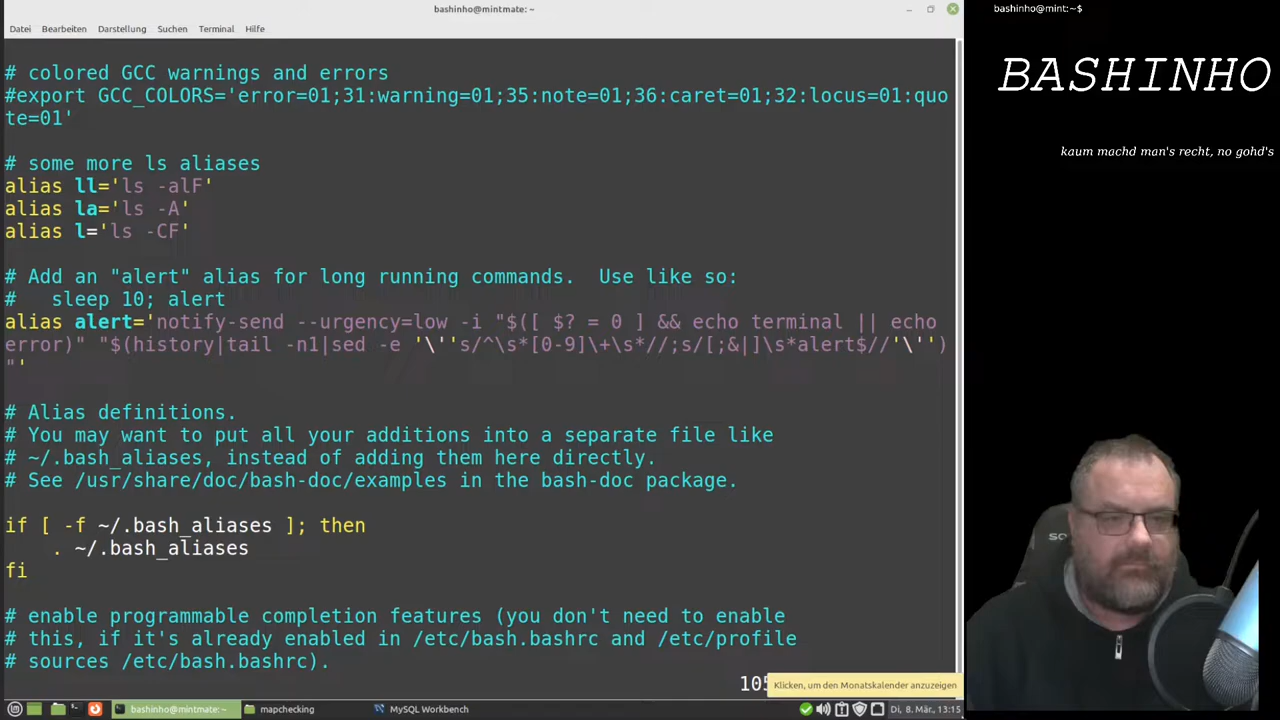 bashinho@mintmate: ~
Datei Bearbeiten Darstellung Suchen Terminal Hilfe
# colored GCC warnings and errors
#export GCC_COLORS='error=01;31:warning=01;35:note=01;36:caret=01;32:locus=01:quo
te=01'
# some more ls aliases
alias ll='ls -alF'
alias la='ls -A'
alias l='ls -CF'
# Add an "alert" alias for long running commands.  Use like so:
#   sleep 10; alert
alias alert='notify-send --urgency=low -i "$([ $? = 0 ] && echo terminal || echo
error)" "$(history|tail -n1|sed -e '\''s/^\s*[0-9]\+\s*//;s/[;&|]\s*alert$//'\'')
"'
# Alias definitions.
# You may want to put all your additions into a separate file like
# ~/.bash_aliases, instead of adding them here directly.
# See /usr/share/doc/bash-doc/examples in the bash-doc package.
if [ -f ~/.bash_aliases ]; then
    . ~/.bash_aliases
fi
# enable programmable completion features (you don't need to enable
# this, if it's already enabled in /etc/bash.bashrc and /etc/profile
# sources /etc/bash.bashrc).
Klicken, um den Monatskalender anzuzeigen
bashinho@mintmate: ~
mapchecking
MySQL Workbench
Di, 8. Mär., 13:15
bashinho@mint:~$
BASHINHO
kaum machd man's recht, no gohd's